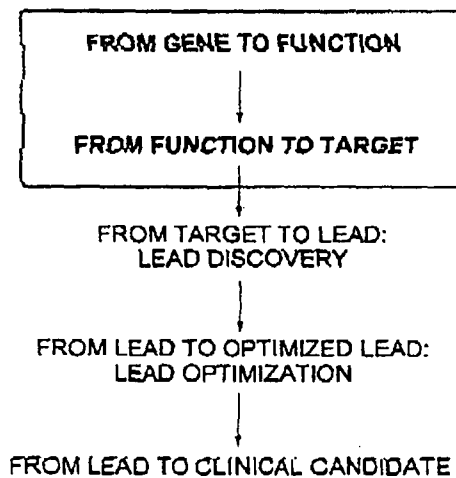 FROM GENE TO FUNCTION
FROM FUNCTION TO TARGET
FROM TARGET TO LEAD:
LEAD DISCOVERY
FROM LEAD TO OPTIMIZED LEAD:
LEAD OPTIMIZATION
FROM LEAD TO CLINICAL CANDIDATE